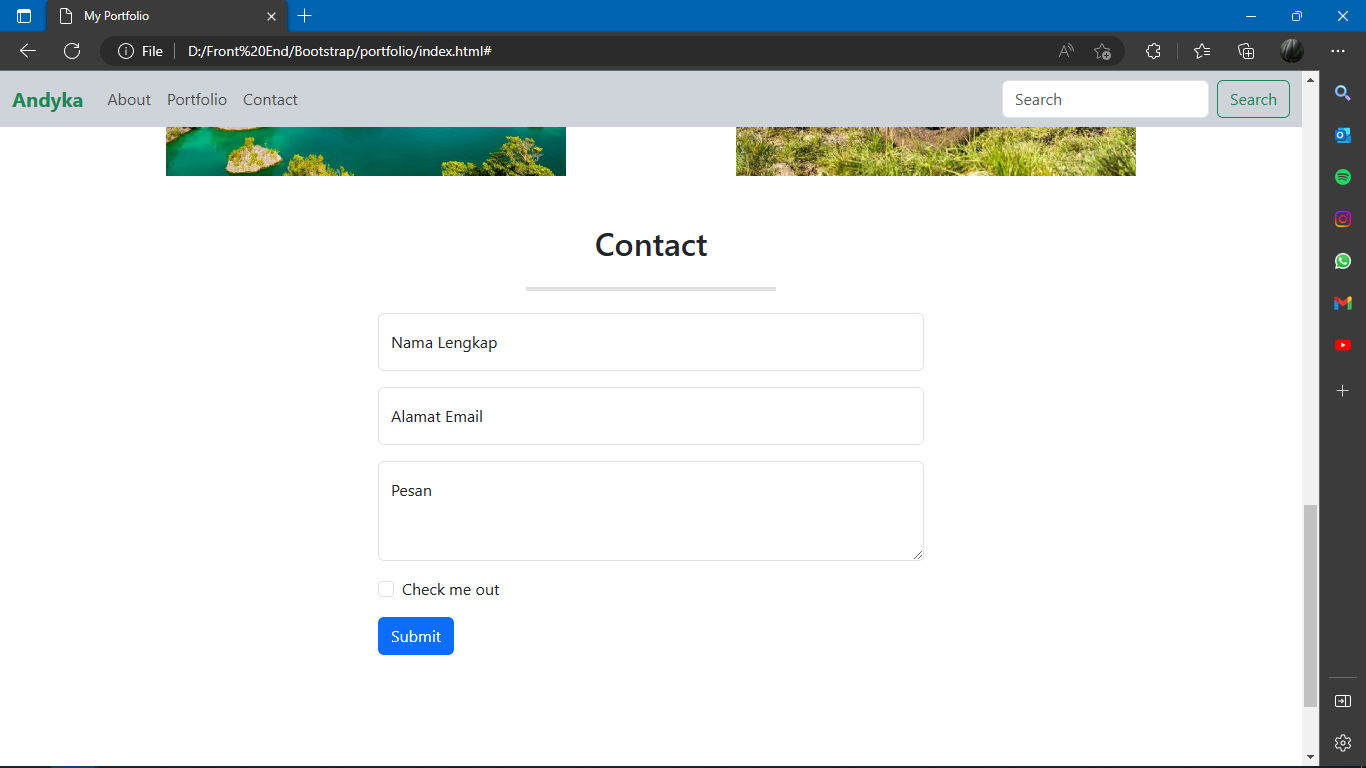 My Portfolio
File D:/Front%20End/Bootstrap/portfolio/index.html#
Andyka About Portfolio Contact Search Search
Contact
Nama Lengkap
Alamat Email
Pesan
Check me out
Submit